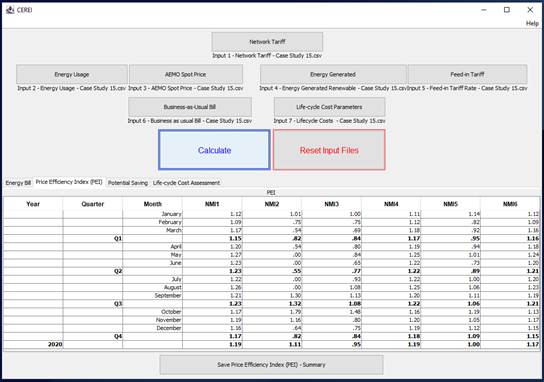 CEREI
Help
Network Tariff
Input 1 - Network Tariff - Case Study 15.csv
Energy Usage AEMO Spot Price Energy Generated Feed-in Tariff
Input 2 - Energy Usage - Case Study 15.csv Input 3 - AEMO Spot Price - Case Study 15.csv Input 4 - Energy Generated Renewable - Case Study 15.csv Input 5 - Feed-in Tariff Rate - Case Study 15.csv
Business-as-Usual Bill Life-cycle Cost Parameters
Input 6 - Business as usual Bill - Case Study 15.csv Input 7 - Lifecycle Costs - Case Study 15.csv
Calculate Reset Input Files
Energy Bill Price Efficiency Index (PEI) Potential Saving Life-cycle Cost Assessment
PEI
Year Quarter Month NMI1 NMI2 NMI3 NMI4 NMI5 NMI6
January 1.12 1.01 1.00 1.11 1.14 1.12
February 1.09 .75 .75 1.12 .82 1.09
March 1.17 .54 .69 1.18 .92 1.16
Q1 1.15 .82 .84 1.17 .95 1.16
April 1.20 .54 .80 1.19 .94 1.18
May 1.27 .00 .84 1.25 1.01 1.24
June 1.23 .00 .65 1.22 .73 1.20
Q2 1.23 .55 .77 1.22 .89 1.21
July 1.22 .00 .93 1.22 1.00 1.20
August 1.26 .00 1.08 1.25 1.06 1.23
September 1.21 1.30 1.13 1.20 1.11 1.19
Q3 1.23 1.32 1.08 1.22 1.06 1.21
October 1.17 1.79 1.48 1.16 1.19 1.13
November 1.19 1.16 .80 1.20 1.05 1.17
December 1.16 .64 .75 1.19 1.12 1.15
Q4 1.17 .82 .84 1.18 1.09 1.15
2020 1.19 1.11 .95 1.19 1.00 1.17
Save Price Efficiency Index (PEI) - Summary